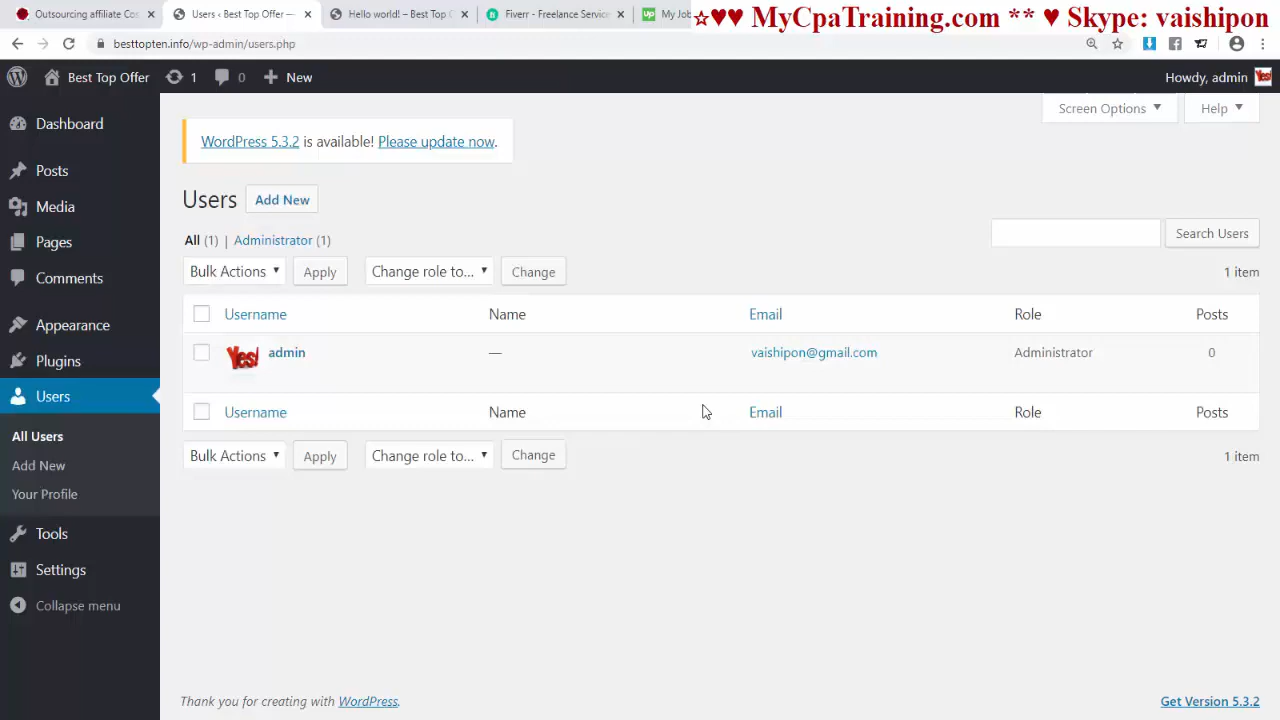 Outsourcing affiliate Cos
Users ‹ Best Top Offer —
Hello world! – Best Top O
Fiverr - Freelance Service
up My Job
☆♥♥ MyCpaTraining.com ** ♥ Skype: vaishipon
besttopten.info/wp-admin/users.php
Best Top Offer 1 0 New
Howdy, admin Yes!
Dashboard
Posts
Media
Pages
Comments
Appearance
Plugins
Users
All Users
Add New
Your Profile
Tools
Settings
Collapse menu
Screen Options ▼ Help ▼
WordPress 5.3.2 is available! Please update now.
Users Add New
All (1) | Administrator (1)
Search Users
Bulk Actions ▼ Apply Change role to... ▼ Change 1 item
Username Name Email Role Posts
Yes! admin — vaishipon@gmail.com Administrator 0
Username Name Email Role Posts
Bulk Actions ▼ Apply Change role to... ▼ Change 1 item
Thank you for creating with WordPress. Get Version 5.3.2